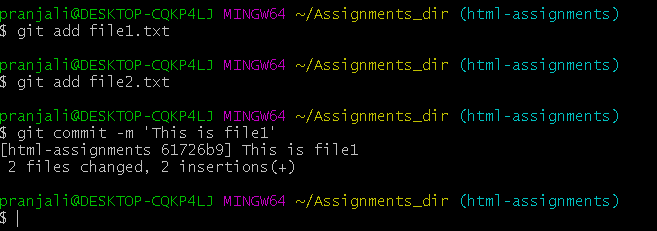 pranjali@DESKTOP-CQKP4LJ MINGW64 ~/Assignments_dir (html-assignments)
$ git add file1.txt
pranjali@DESKTOP-CQKP4LJ MINGW64 ~/Assignments_dir (html-assignments)
$ git add file2.txt
pranjali@DESKTOP-CQKP4LJ MINGW64 ~/Assignments_dir (html-assignments)
$ git commit -m 'This is file1'
[html-assignments 61726b9] This is file1
 2 files changed, 2 insertions(+)
pranjali@DESKTOP-CQKP4LJ MINGW64 ~/Assignments_dir (html-assignments)
$